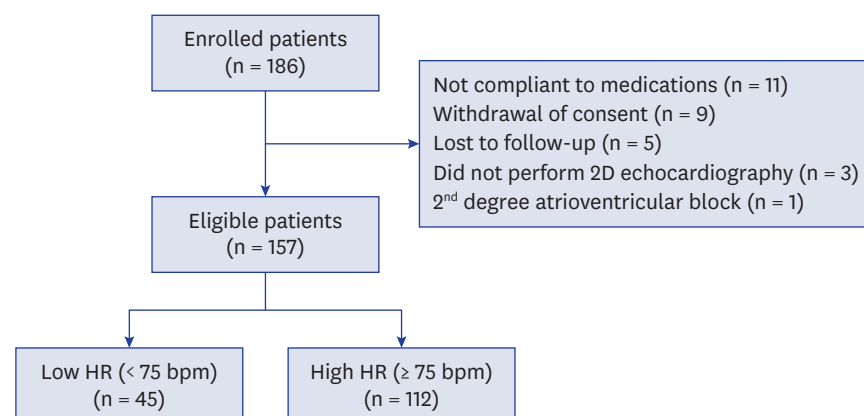 Enrolled patients
(n = 186)
Not compliant to medications (n = 11)
Withdrawal of consent (n = 9)
Lost to follow-up (n = 5)
Did not perform 2D echocardiography (n = 3)
2nd degree atrioventricular block (n = 1)
Eligible patients
(n = 157)
Low HR (< 75 bpm)
(n = 45)
High HR (≥ 75 bpm)
(n = 112)